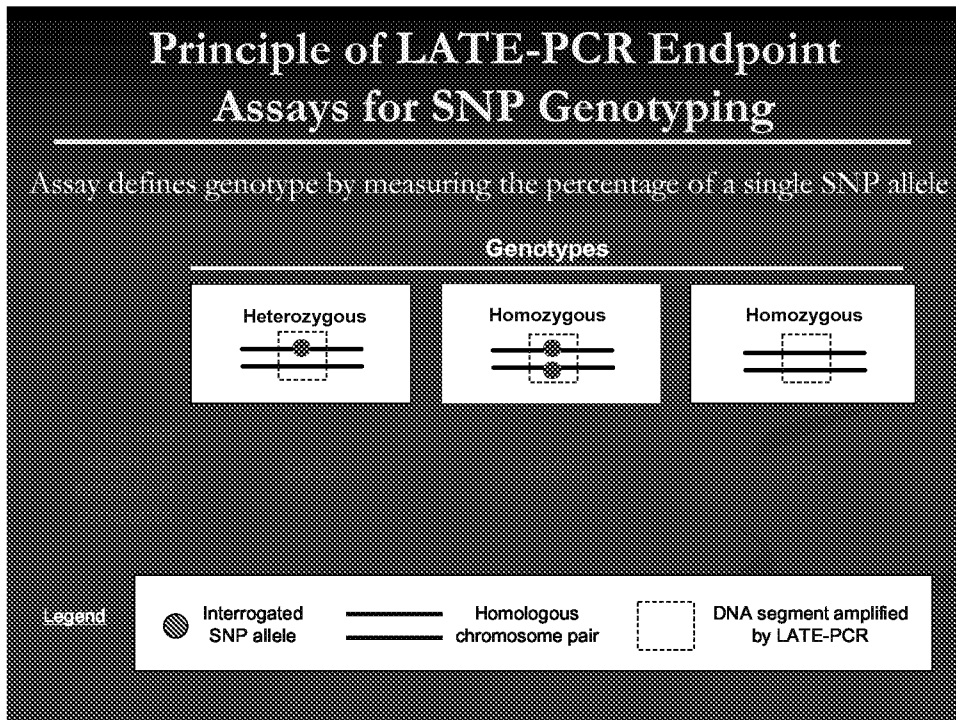 Principle of LATE-PCR Endpoint
Assays for SNP Genotyping
Assay defines genotype by measuring the percentage of a single SNP allele
Genotypes
Heterozygous
Homozygous
Homozygous
Legend
Interrogated
SNP allele
Homologous
chromosome pair
DNA segment amplified
by LATE-PCR